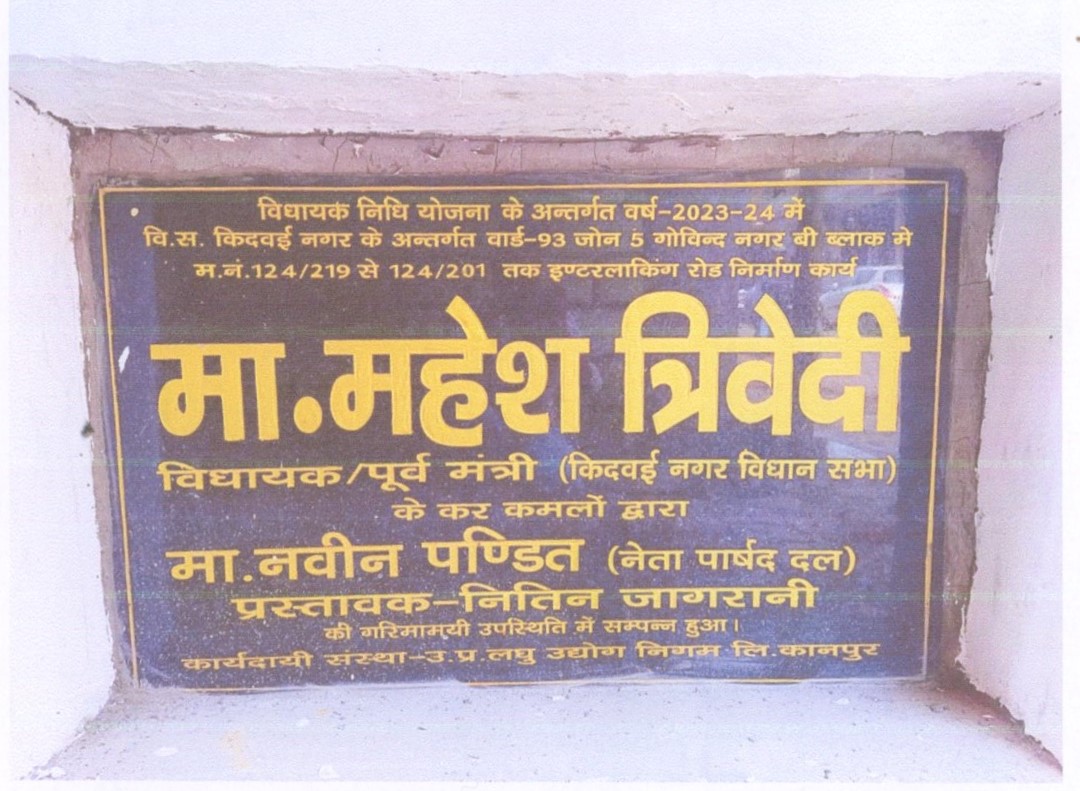 विधायक निधि योजना के अन्तर्गत वर्ष-2023-24 में
वि.स. किदवई नगर के अन्तर्गत वार्ड-93 जोन 5 गोविन्द नगर बी ब्लाक मे
म.नं.124/219 से 124/201 तक इण्टरलाकिंग रोड निर्माण कार्य
मा.महेश त्रिवेदी
विधायक/पूर्व मंत्री (किदवई नगर विधान सभा)
के कर कमलों द्वारा
मा.नवीन पण्डित (नेता पार्षद दल)
प्रस्तावक-नितिन जागरानी
की गरिमामयी उपस्थिति में सम्पन्न हुआ।
कार्यदायी संस्था-उ.प्र.लघु उद्योग निगम लि.कानपुर